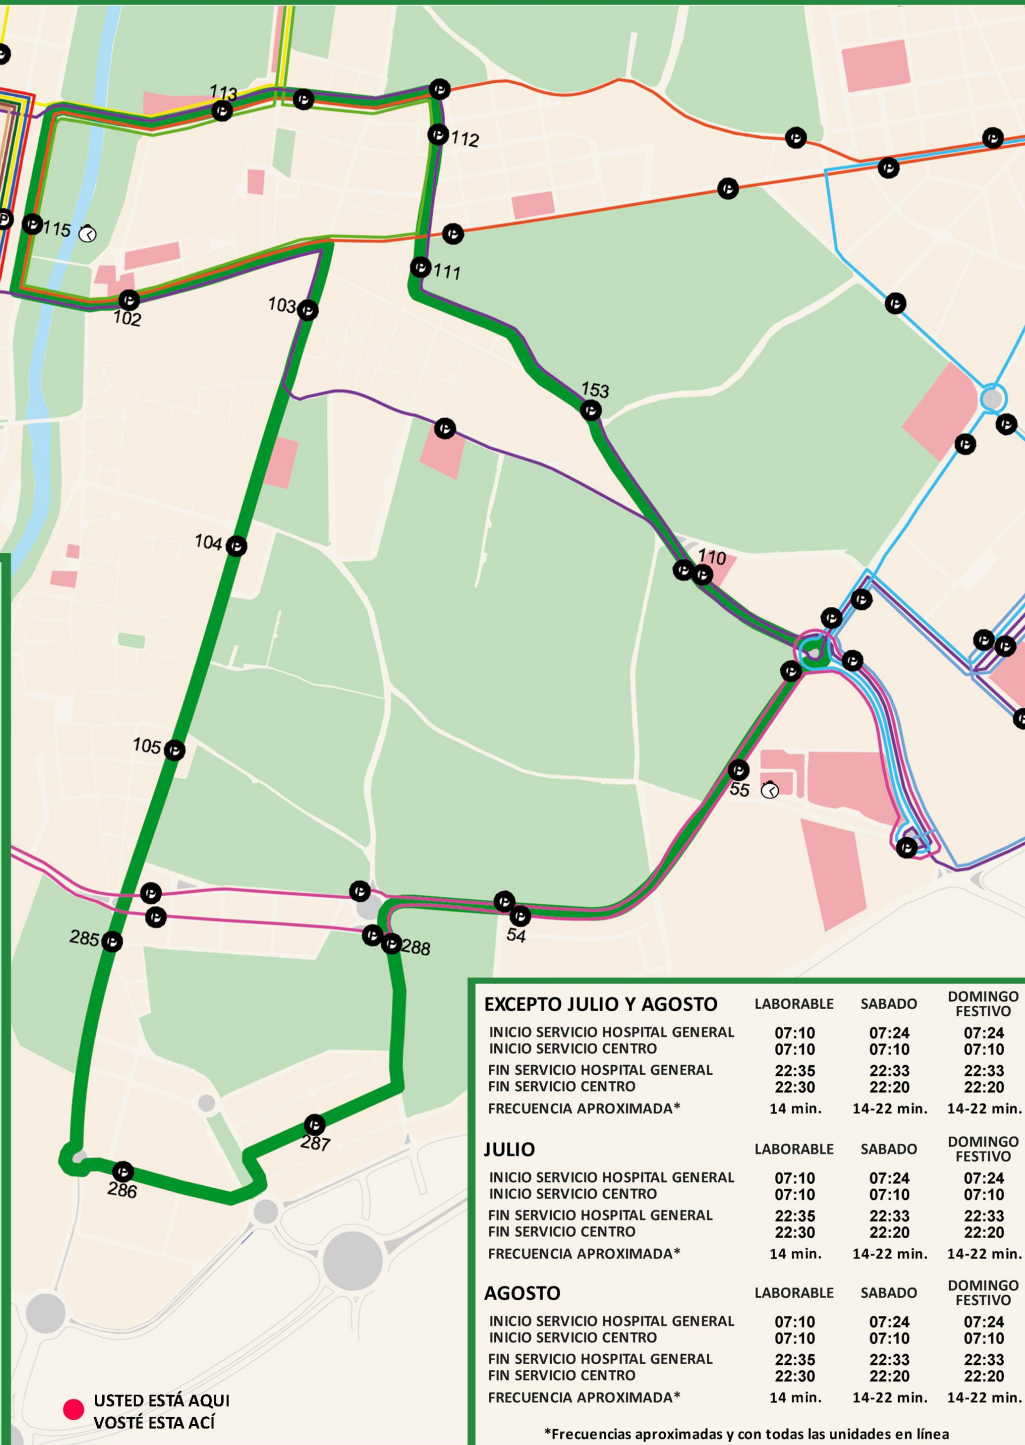 113
112
115
111
102
103
153
104
110
105
55
285
54
288
287
286
EXCEPTO JULIO Y AGOSTO LABORABLE SABADO DOMINGO FESTIVO
INICIO SERVICIO HOSPITAL GENERAL 07:10 07:24 07:24
INICIO SERVICIO CENTRO 07:10 07:10 07:10
FIN SERVICIO HOSPITAL GENERAL 22:35 22:33 22:33
FIN SERVICIO CENTRO 22:30 22:20 22:20
FRECUENCIA APROXIMADA* 14 min. 14-22 min. 14-22 min.
JULIO LABORABLE SABADO DOMINGO FESTIVO
INICIO SERVICIO HOSPITAL GENERAL 07:10 07:24 07:24
INICIO SERVICIO CENTRO 07:10 07:10 07:10
FIN SERVICIO HOSPITAL GENERAL 22:35 22:33 22:33
FIN SERVICIO CENTRO 22:30 22:20 22:20
FRECUENCIA APROXIMADA* 14 min. 14-22 min. 14-22 min.
AGOSTO LABORABLE SABADO DOMINGO FESTIVO
INICIO SERVICIO HOSPITAL GENERAL 07:10 07:24 07:24
INICIO SERVICIO CENTRO 07:10 07:10 07:10
FIN SERVICIO HOSPITAL GENERAL 22:35 22:33 22:33
FIN SERVICIO CENTRO 22:30 22:20 22:20
FRECUENCIA APROXIMADA* 14 min. 14-22 min. 14-22 min.
USTED ESTÁ AQUI
VOSTÉ ESTA ACÍ
*Frecuencias aproximadas y con todas las unidades en línea